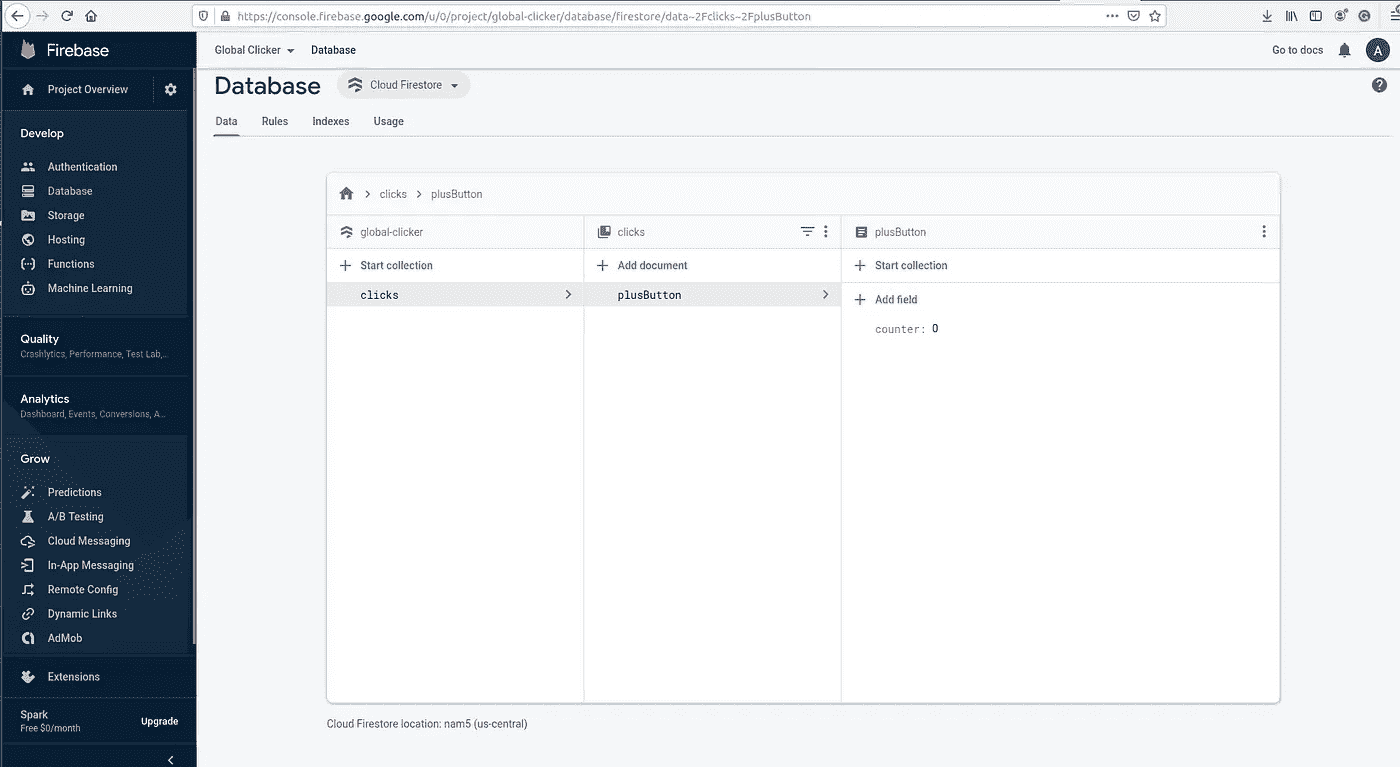 https://console.firebase.google.com/u/0/project/global-clicker/database/firestore/data~2Fclicks~2FplusButton
Firebase
Global Clicker
Database
Go to docs
A
Project Overview
Database
Cloud Firestore
Data
Rules
Indexes
Usage
Develop
Authentication
Database
Storage
Hosting
Functions
Machine Learning
Quality
Crashlytics, Performance, Test Lab,...
Analytics
Dashboard, Events, Conversions, A...
Grow
Predictions
A/B Testing
Cloud Messaging
In-App Messaging
Remote Config
Dynamic Links
AdMob
Extensions
Spark
Free $0/month
Upgrade
clicks
plusButton
global-clicker
clicks
plusButton
Start collection
Add document
Start collection
clicks
plusButton
Add field
counter: 0
Cloud Firestore location: nam5 (us-central)